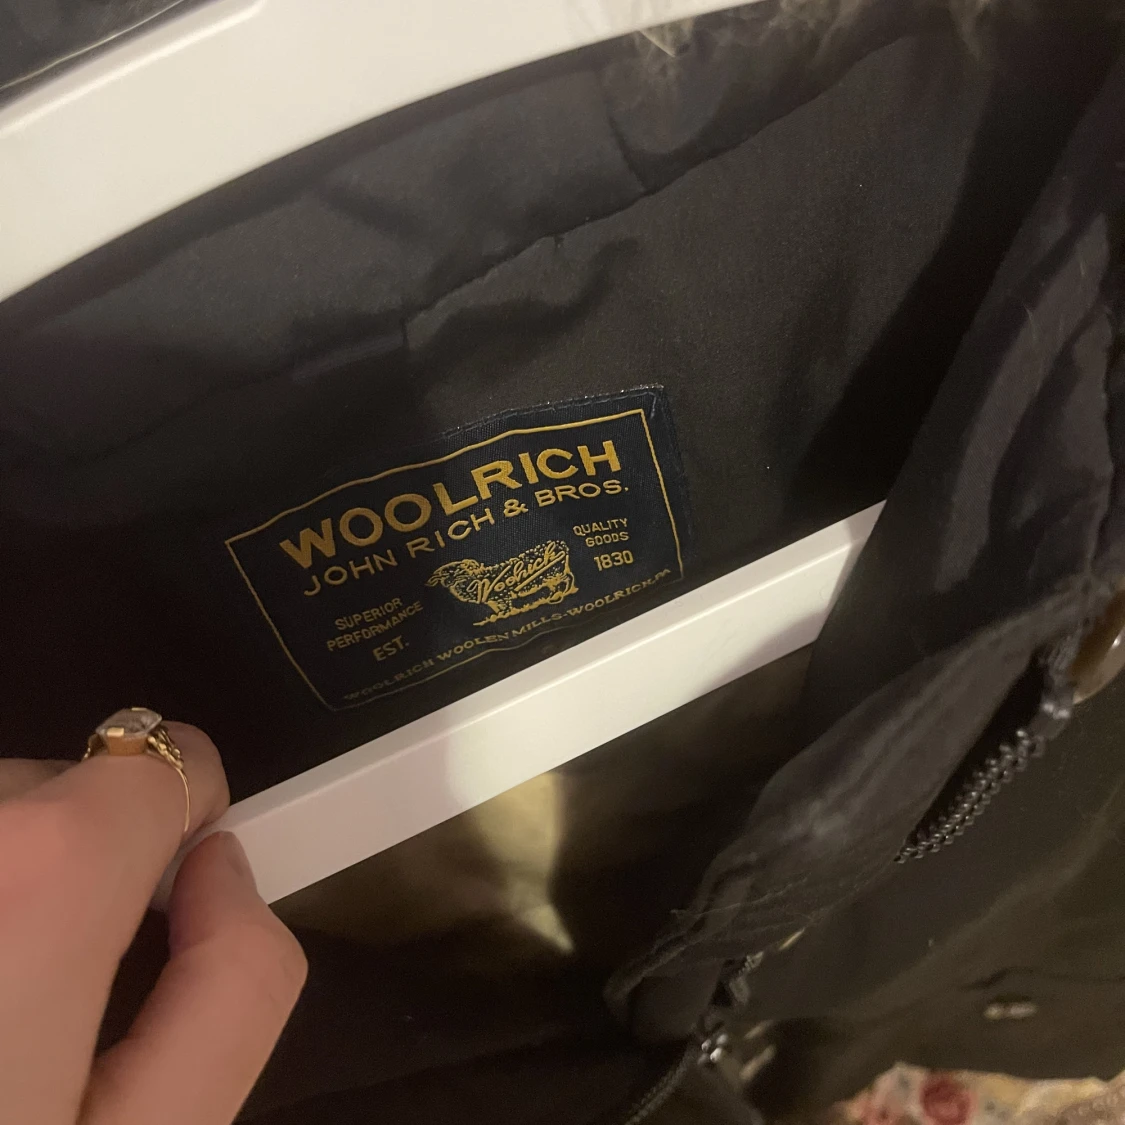 WOOLRICH
JOHN RICH & BROS.
QUALITY
GOODS
1830
Woolrich
SUPERIOR
PERFORMANCE
EST.
WOOLRICH WOOLEN MILLS-WOOLRICH.PA